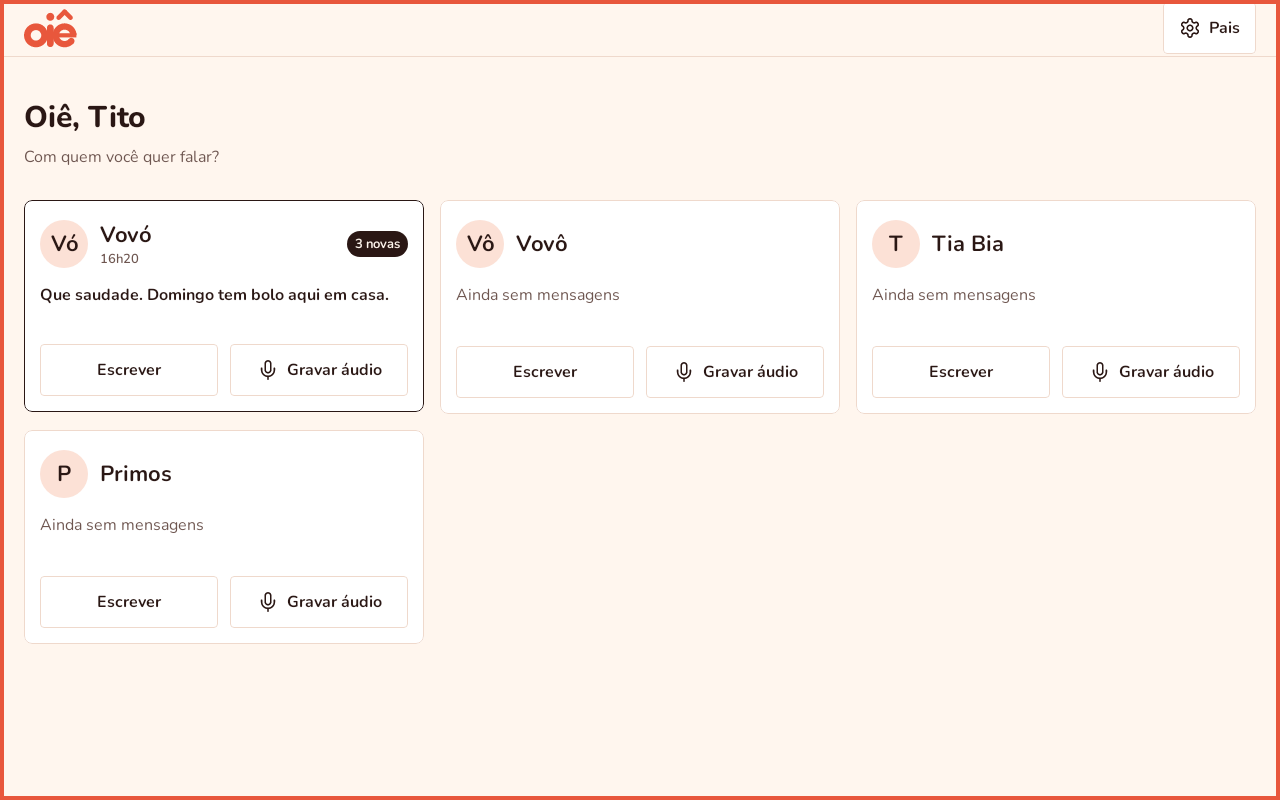 oiê
Pais
Oiê, Tito
Com quem você quer falar?
Vó
Vovó
16h20
3 novas
Que saudade. Domingo tem bolo aqui em casa.
Escrever
Gravar áudio
Vô
Vovô
Ainda sem mensagens
Escrever
Gravar áudio
T
Tia Bia
Ainda sem mensagens
Escrever
Gravar áudio
P
Primos
Ainda sem mensagens
Escrever
Gravar áudio